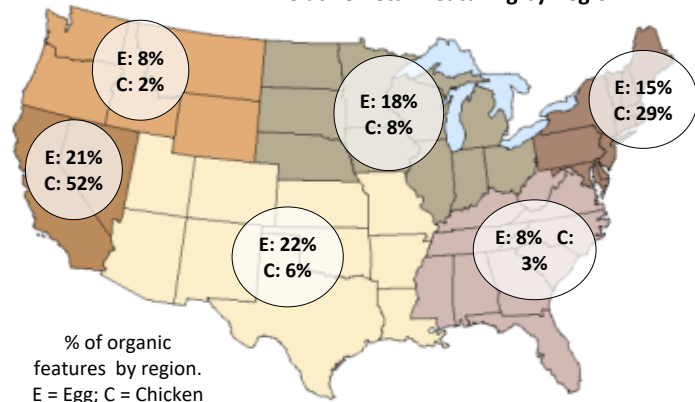 E: 8%
C: 2%
E: 18%
C: 8%
E: 15%
C: 29%
E: 21%
C: 52%
E: 22%
C: 6%
E: 8% C:
3%
% of organic
features by region.
E = Egg; C = Chicken